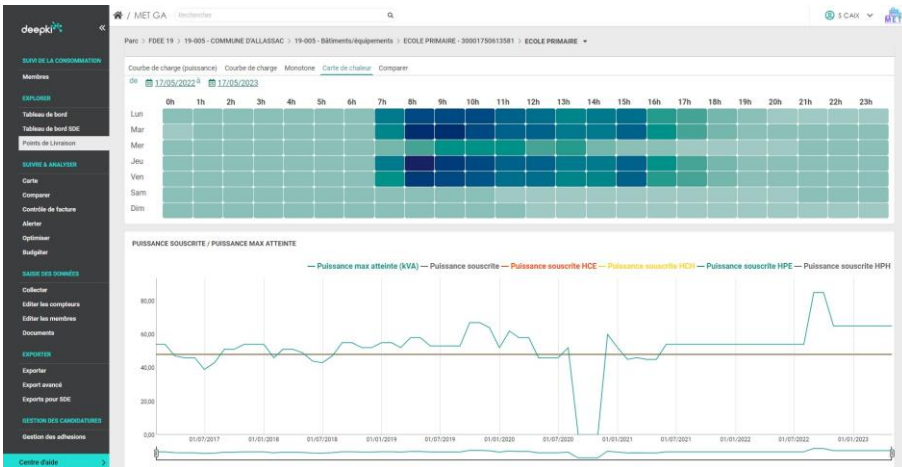 deepki
«
/ MET GA
Rechercher
S CAIX
MET
Parc > FDEE 19 > 19-005 - COMMUNE D'ALLASSAC > 19-005 - Bâtiments/équipements > ECOLE PRIMAIRE - 30001750613581 > ECOLE PRIMAIRE
SUIVI DE LA CONSOMMATION
Membres
EXPLORER
Tableau de bord
Tableau de bord SDE
Points de Livraison
SUIVRE & ANALYSER
Carte
Comparer
Contrôle de facture
Alerter
Optimiser
Budgéter
SAISIE DES DONNÉES
Collecter
Editer les compteurs
Editer les membres
Documents
EXPORTER
Exporter
Export avancé
Exports pour SDE
GESTION DES CANDIDATURES
Gestion des adhesions
Centre d'aide >
Courbe de charge (puissance) Courbe de charge Monotone Carte de chaleur Comparer
de 17/05/2022 à 17/05/2023
0h 1h 2h 3h 4h 5h 6h 7h 8h 9h 10h 11h 12h 13h 14h 15h 16h 17h 18h 19h 20h 21h 22h 23h
Lun
Mar
Mer
Jeu
Ven
Sam
Dim
PUISSANCE SOUSCRITE / PUISSANCE MAX ATTEINTE
— Puissance max atteinte (kVA) — Puissance souscrite — Puissance souscrite HCE — Puissance souscrite HCH — Puissance souscrite HPE — Puissance souscrite HPH
80,00
60,00
40,00
20,00
0,00
01/07/2017 01/01/2018 01/07/2018 01/01/2019 01/07/2019 01/01/2020 01/07/2020 01/01/2021 01/07/2021 01/01/2022 01/07/2022 01/01/2023